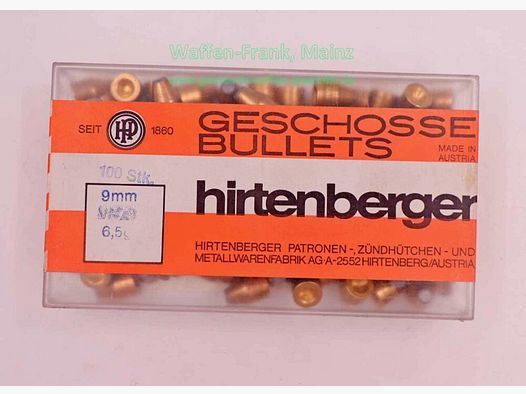 Waffen-Frank, Mainz
SEIT HP 1860
GESCHOSSE
BULLETS
MADE IN
AUSTRIA
100 Stk.
9mm
6,5g
hirtenberger
HIRTENBERGER PATRONEN-, ZÜNDHÜTCHEN- UND
METALLWARENFABRIK AG·A-2552 HIRTENBERG/AUSTRIA